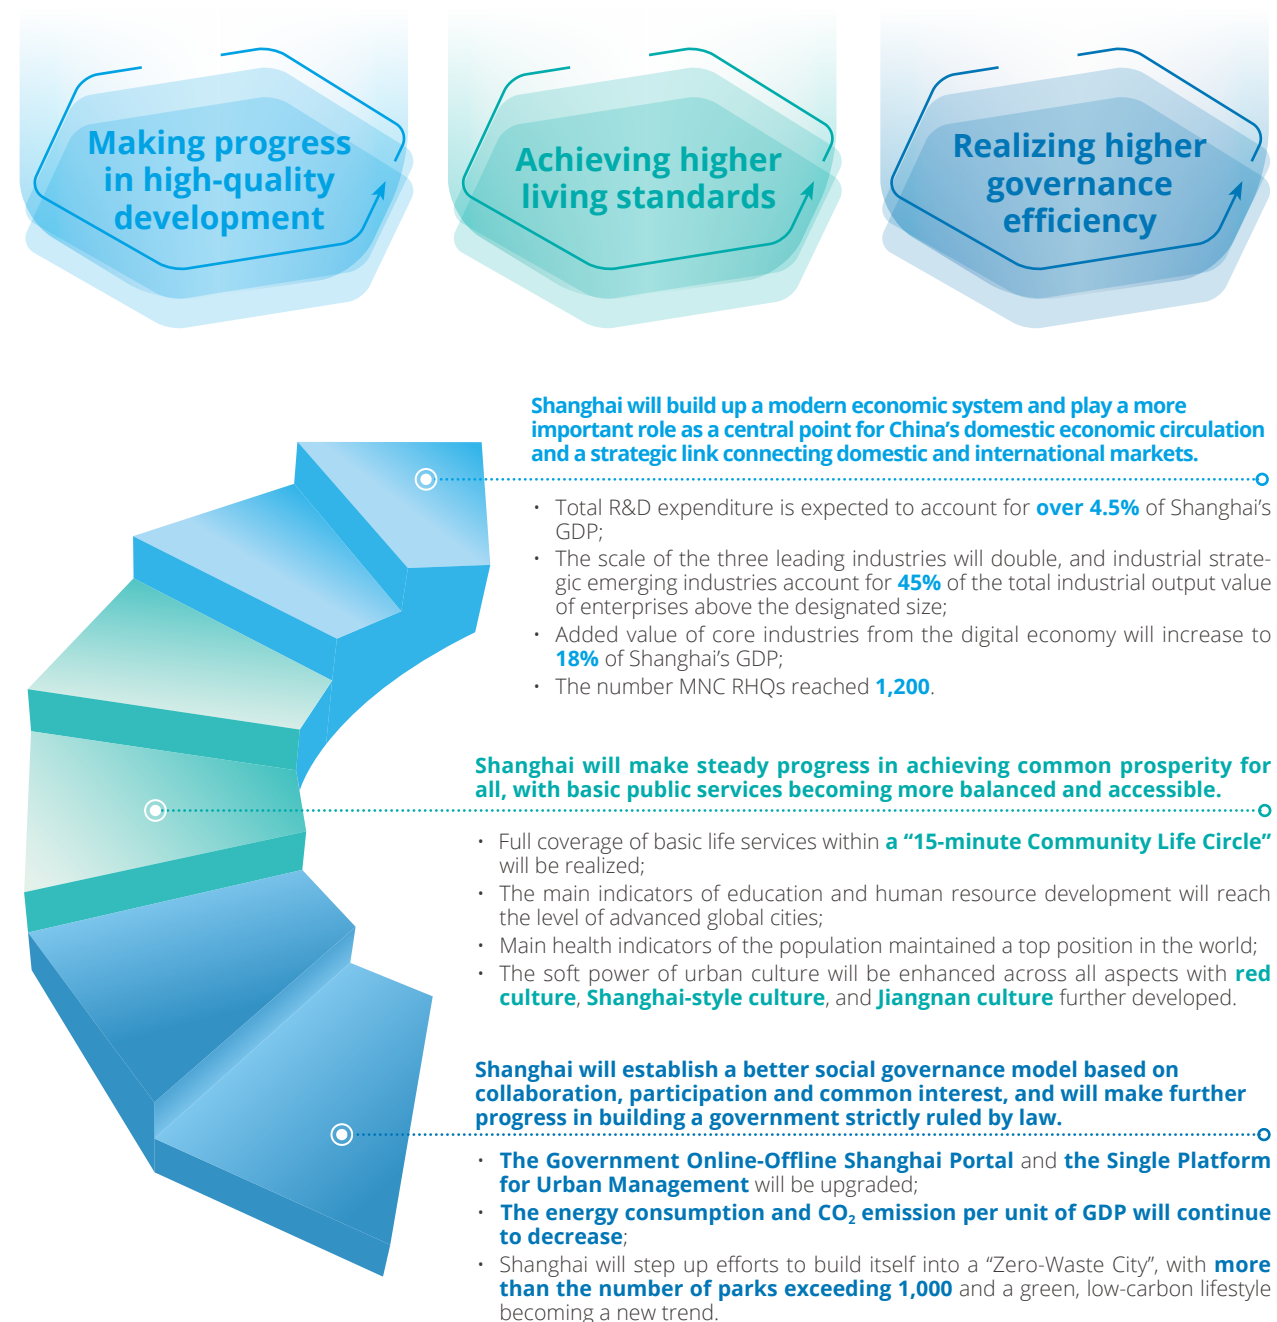 Making progress
in high-quality
development
Achieving higher
living standards
Realizing higher
governance
efficiency
Shanghai will build up a modern economic system and play a more
important role as a central point for China’s domestic economic circulation
and a strategic link connecting domestic and international markets.
• Total R&D expenditure is expected to account for over 4.5% of Shanghai’s
GDP;
• The scale of the three leading industries will double, and industrial strate-
gic emerging industries account for 45% of the total industrial output value
of enterprises above the designated size;
• Added value of core industries from the digital economy will increase to
18% of Shanghai’s GDP;
• The number MNC RHQs reached 1,200.
Shanghai will make steady progress in achieving common prosperity for
all, with basic public services becoming more balanced and accessible.
• Full coverage of basic life services within a “15-minute Community Life Circle”
will be realized;
• The main indicators of education and human resource development will reach
the level of advanced global cities;
• Main health indicators of the population maintained a top position in the world;
• The soft power of urban culture will be enhanced across all aspects with red
culture, Shanghai-style culture, and Jiangnan culture further developed.
Shanghai will establish a better social governance model based on
collaboration, participation and common interest, and will make further
progress in building a government strictly ruled by law.
• The Government Online-Offline Shanghai Portal and the Single Platform
for Urban Management will be upgraded;
• The energy consumption and CO₂ emission per unit of GDP will continue
to decrease;
• Shanghai will step up efforts to build itself into a “Zero-Waste City”, with more
than the number of parks exceeding 1,000 and a green, low-carbon lifestyle
becoming a new trend.